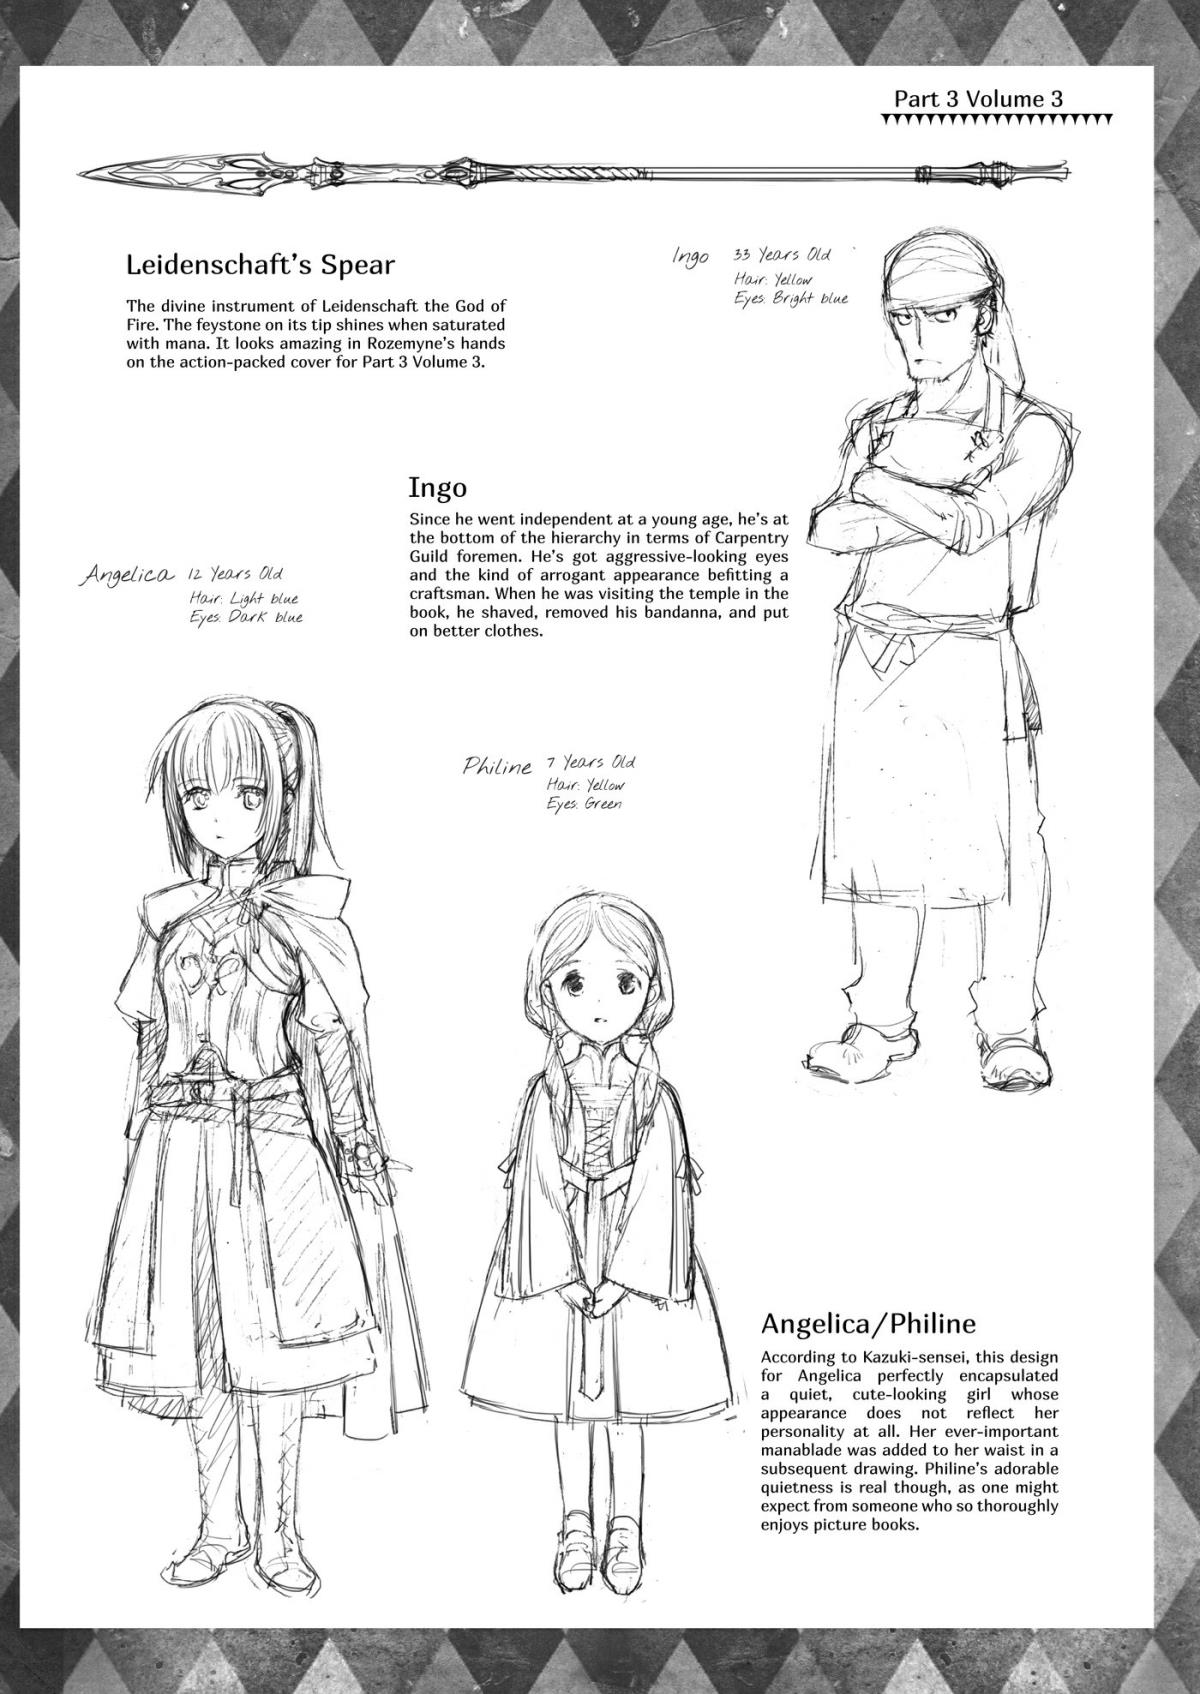 Part 3 Volume 3
Leidenschaft's Spear
The divine instrument of Leidenschaft the God of
Fire. The feystone on its tip shines when saturated
with mana. It looks amazing in Rozemyne's hands
on the action-packed cover for Part 3 Volume 3.
Ingo 33 Years Old
Hair: Yellow
Eyes: Bright blue
Ingo
Since he went independent at a young age, he's at
the bottom of the hierarchy in terms of Carpentry
Guild foremen. He's got aggressive-looking eyes
and the kind of arrogant appearance befitting a
craftsman. When he was visiting the temple in the
book, he shaved, removed his bandanna, and put
on better clothes.
Angelica 12 Years Old
Hair: Light blue
Eyes: Dark blue
Philine 7 Years Old
Hair: Yellow
Eyes: Green
Angelica/Philine
According to Kazuki-sensei, this design
for Angelica perfectly encapsulated
a quiet, cute-looking girl whose
appearance does not reflect her
personality at all. Her ever-important
manablade was added to her waist in a
subsequent drawing. Philine's adorable
quietness is real though, as one might
expect from someone who so thoroughly
enjoys picture books.